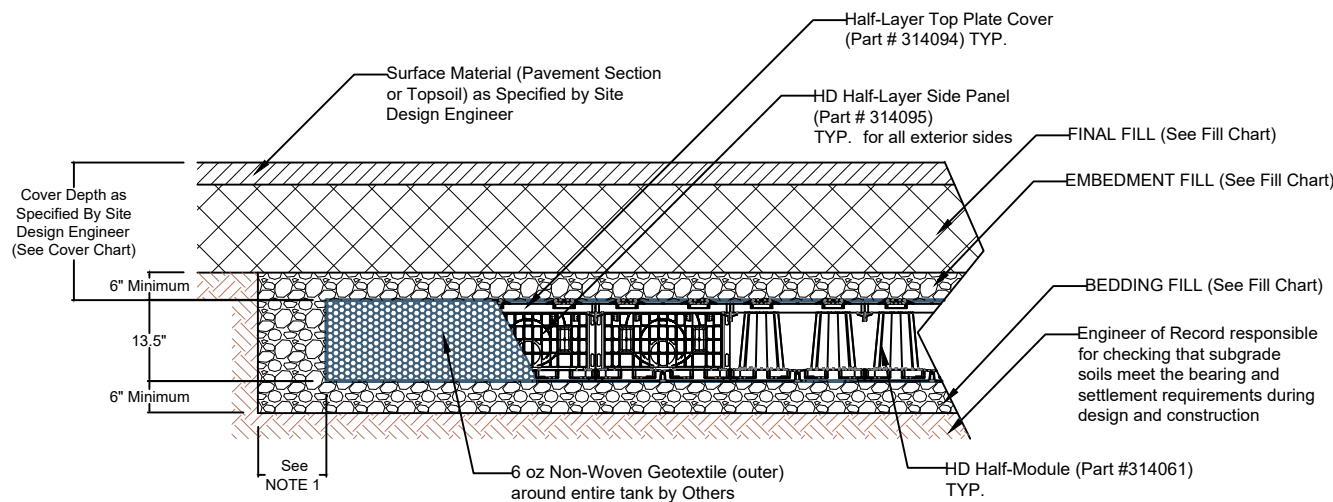 Half-Layer Top Plate Cover
(Part # 314094) TYP.
Surface Material (Pavement Section
or Topsoil) as Specified by Site
Design Engineer
HD Half-Layer Side Panel
(Part # 314095)
TYP. for all exterior sides
FINAL FILL (See Fill Chart)
EMBEDMENT FILL (See Fill Chart)
Cover Depth as
Specified By Site
Design Engineer
(See Cover Chart)
6" Minimum
13.5"
6" Minimum
BEDDING FILL (See Fill Chart)
Engineer of Record responsible
for checking that subgrade
soils meet the bearing and
settlement requirements during
design and construction
See
NOTE 1
6 oz Non-Woven Geotextile (outer)
around entire tank by Others
HD Half-Module (Part #314061)
TYP.